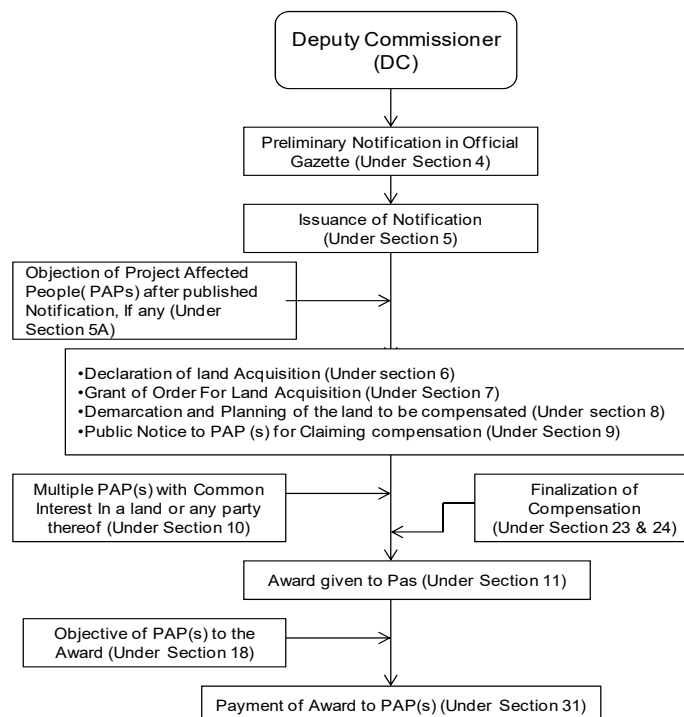 Deputy Commissioner
(DC)
Preliminary Notification in Official
Gazette (Under Section 4)
Issuance of Notification
(Under Section 5)
Objection of Project Affected
People( PAPs) after published
Notification, If any (Under
Section 5A)
•Declaration of land Acquisition (Under section 6)
•Grant of Order For Land Acquisition (Under Section 7)
•Demarcation and Planning of the land to be compensated (Under section 8)
•Public Notice to PAP (s) for Claiming compensation (Under Section 9)
Multiple PAP(s) with Common
Interest In a land or any party
thereof (Under Section 10)
Finalization of
Compensation
(Under Section 23 & 24)
Award given to Pas (Under Section 11)
Objective of PAP(s) to the
Award (Under Section 18)
Payment of Award to PAP(s) (Under Section 31)